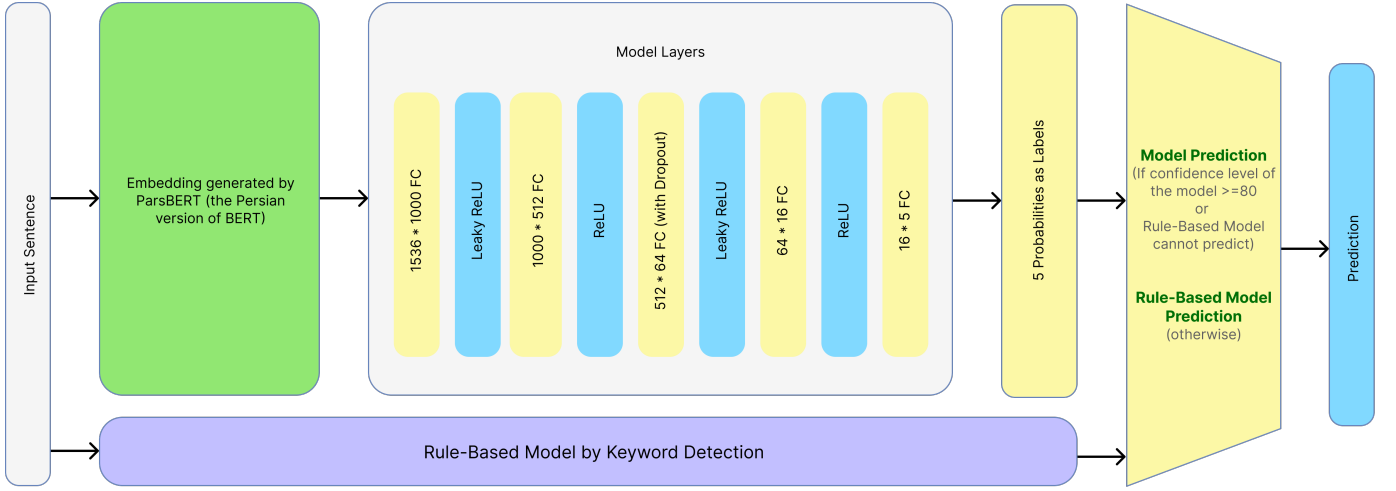 Input Sentence
Embedding generated by
ParsBERT (the Persian
version of BERT)
Model Layers
1536 * 1000 FC
Leaky ReLU
1000 * 512 FC
ReLU
512 * 64 FC (with Dropout)
Leaky ReLU
64 * 16 FC
ReLU
16 * 5 FC
5 Probabilities as Labels
Model Prediction
(If confidence level of
the model >=80
or
Rule-Based Model
cannot predict)
Rule-Based Model
Prediction
(otherwise)
Prediction
Rule-Based Model by Keyword Detection